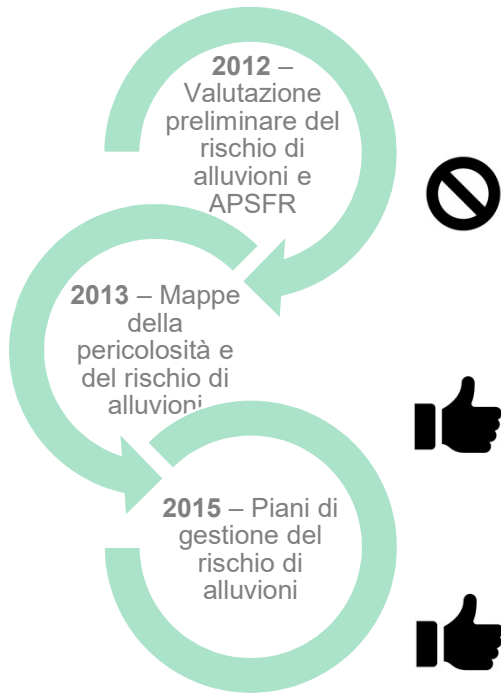 2012 –
Valutazione
preliminare del
rischio di
alluvioni e
APSFR
2013 – Mappe
della
pericolosità e
del rischio di
alluvioni
2015 – Piani di
gestione del
rischio di
alluvioni